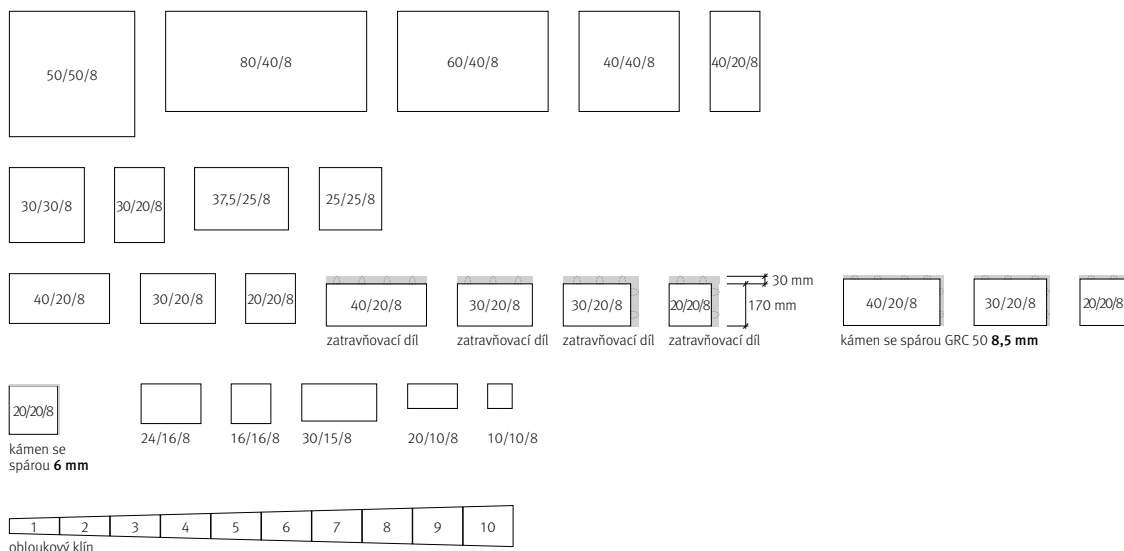 50/50/8
80/40/8
60/40/8
40/40/8
40/20/8
30/30/8
30/20/8
37,5/25/8
25/25/8
40/20/8
30/20/8
20/20/8
40/20/8
30/20/8
30/20/8
20/20/8
30 mm
170 mm
zatravňovací díl
zatravňovací díl
zatravňovací díl
zatravňovací díl
40/20/8
30/20/8
20/20/8
kámen se spárou GRC 50 8,5 mm
20/20/8
kámen se
spárou 6 mm
24/16/8
16/16/8
30/15/8
20/10/8
10/10/8
1 2 3 4 5 6 7 8 9 10
obloukový klín